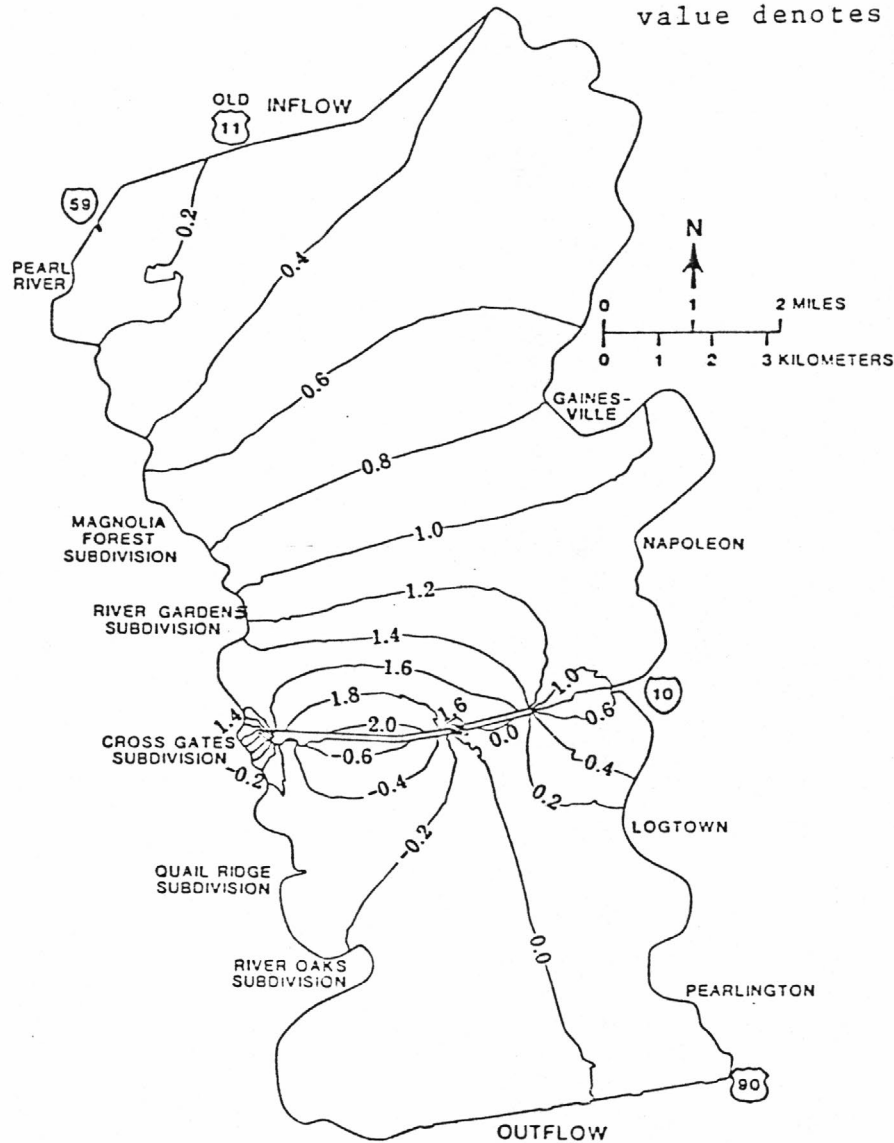 value denotes
OLD
INFLOW
11
59
0.2
PEARL
RIVER
0.4
N
0 1 2 MILES
0 1 2 3 KILOMETERS
0.6
GAINES-
VILLE
0.8
MAGNOLIA
FOREST
SUBDIVISION
1.0
NAPOLEON
1.2
RIVER GARDENS
SUBDIVISION
1.4
1.6
1.0
10
1.8
1.6
0.6
1.4
2.0
0.0
CROSS GATES
SUBDIVISION
-0.6
-0.2
-0.4
0.4
0.2
-0.2
LOGTOWN
QUAIL RIDGE
SUBDIVISION
0.0
RIVER OAKS
SUBDIVISION
PEARLINGTON
90
OUTFLOW